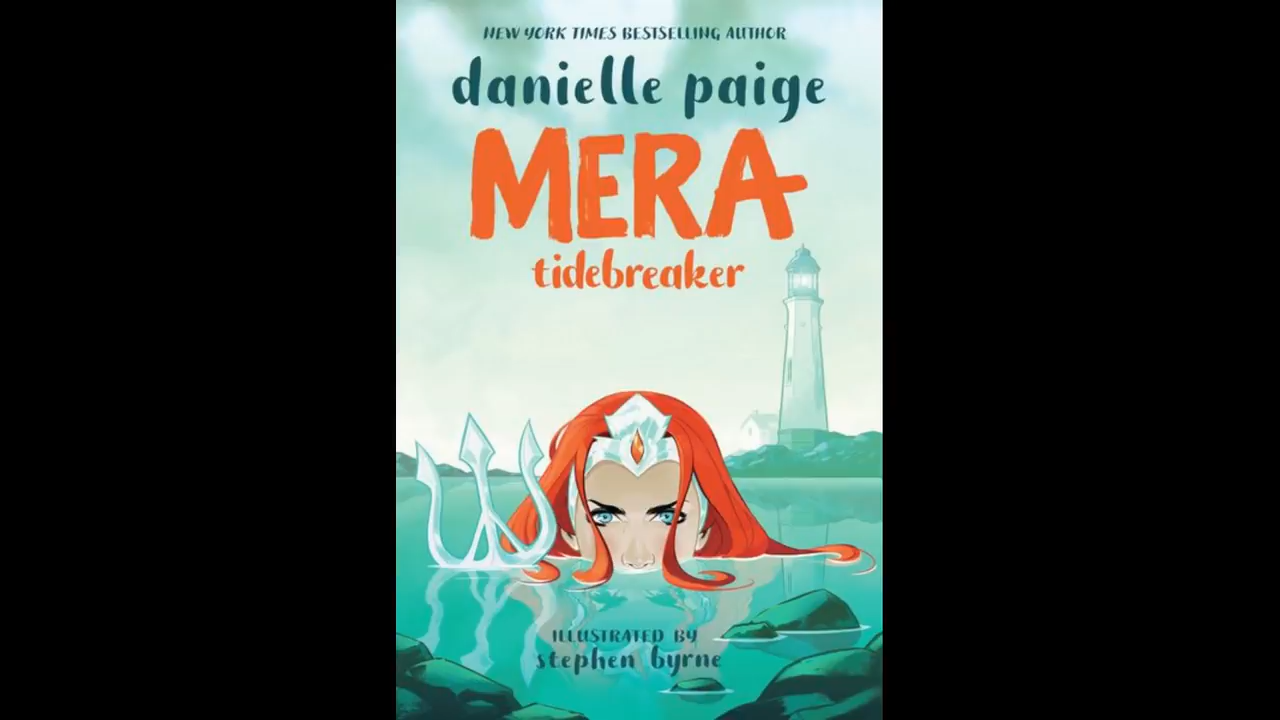 NEW YORK TIMES BESTSELLING AUTHOR
danielle paige
MERA
tidebreaker
ILLUSTRATED BY
stephen byrne